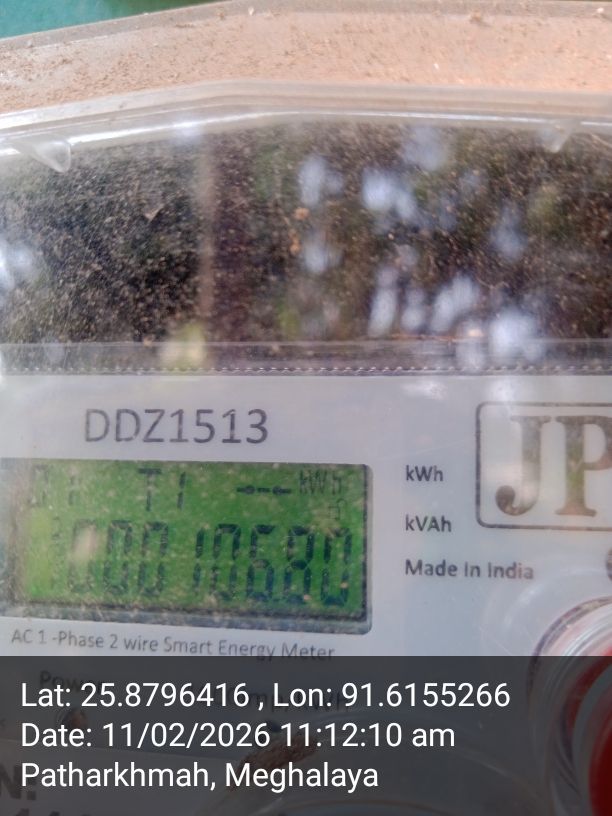 DDZ1513
T1 kWh
00010680
JP
kWh
kVAh
Made In India
AC 1 -Phase 2 wire Smart Energy Meter
Lat: 25.8796416 , Lon: 91.6155266
Date: 11/02/2026 11:12:10 am
Patharkhmah, Meghalaya